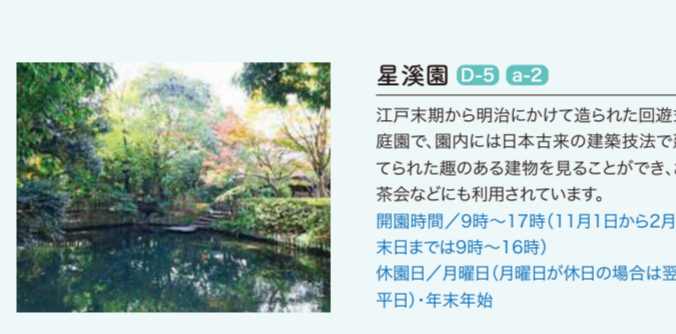 星溪園 D-5 a-2
江戸末期から明治にかけて造られた回遊
庭園で、園内には日本古来の建築技法で
てられた趣のある建物を見ることができ、
茶会などにも利用されています。
開園時間／9時〜17時（11月1日から2月
末日までは9時〜16時）
休園日／月曜日（月曜日が休日の場合は翌
平日）・年末年始